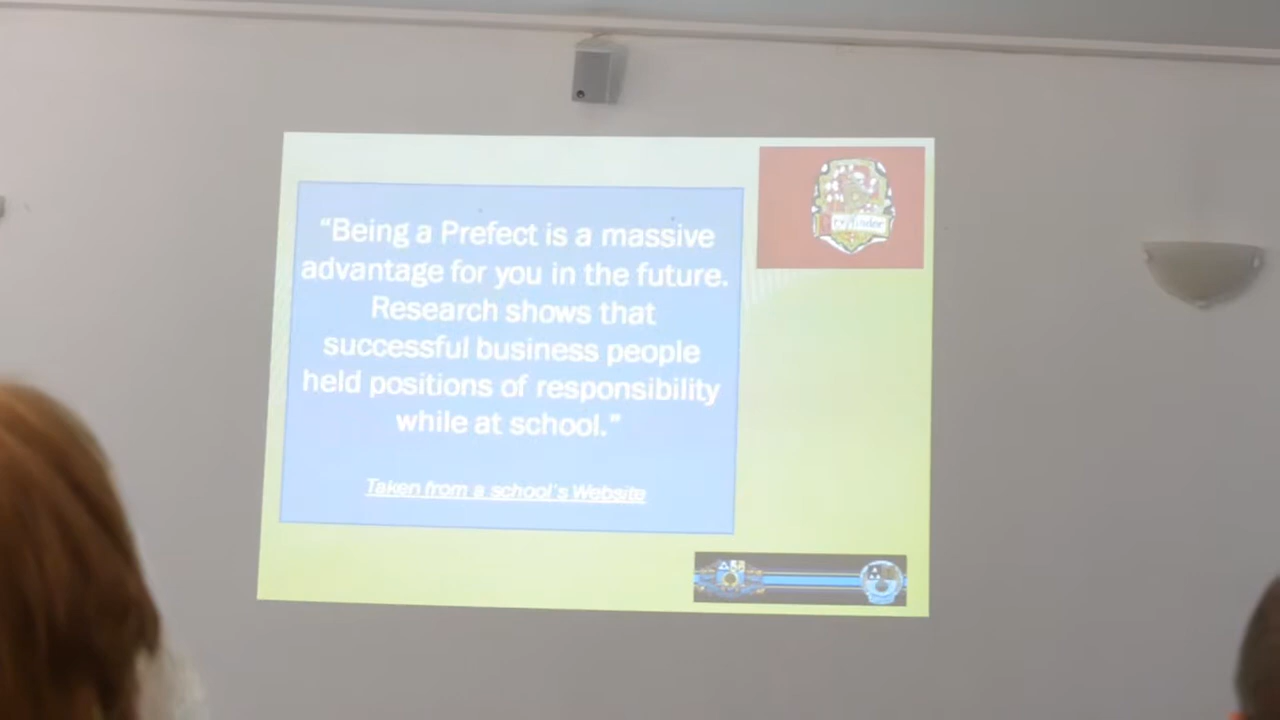 “Being a Prefect is a massive
advantage for you in the future.
Research shows that
successful business people
held positions of responsibility
while at school.”
Taken from a school's Website